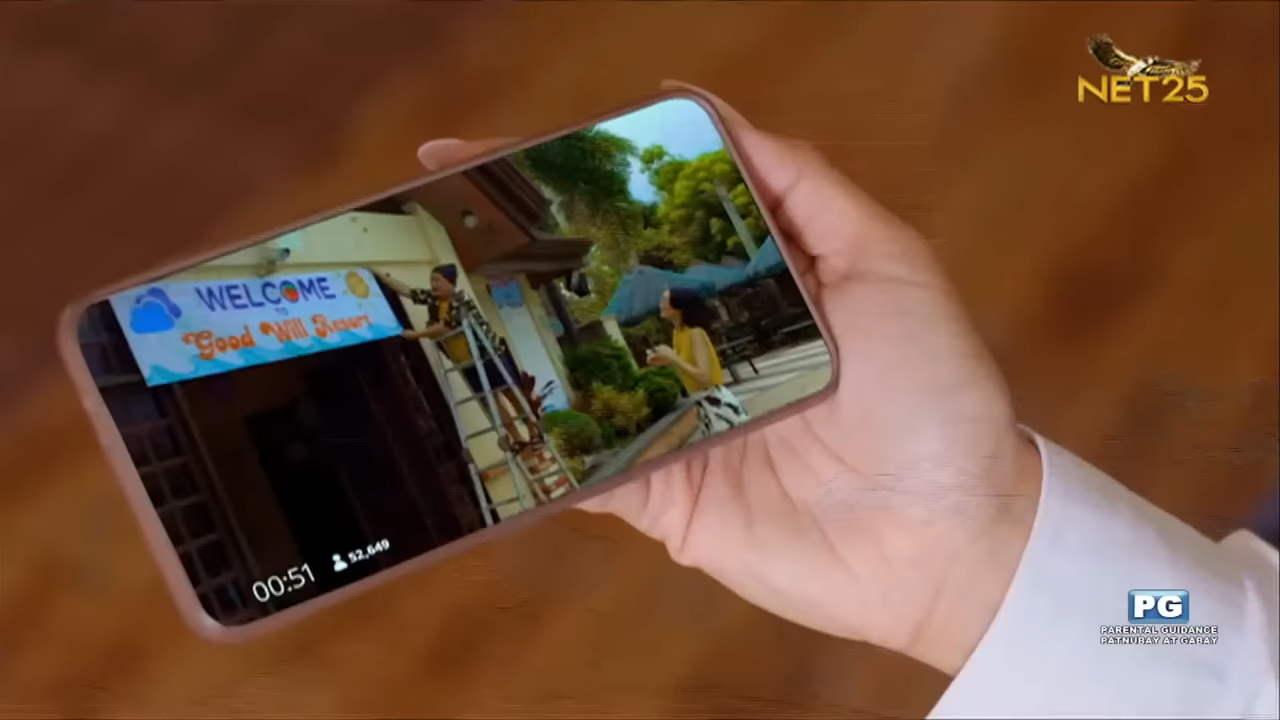 NET25
WELCOME
TO
Good Will Resort
00:51
52,649
PG
PARENTAL GUIDANCE
PATNUBAY AT GABAY